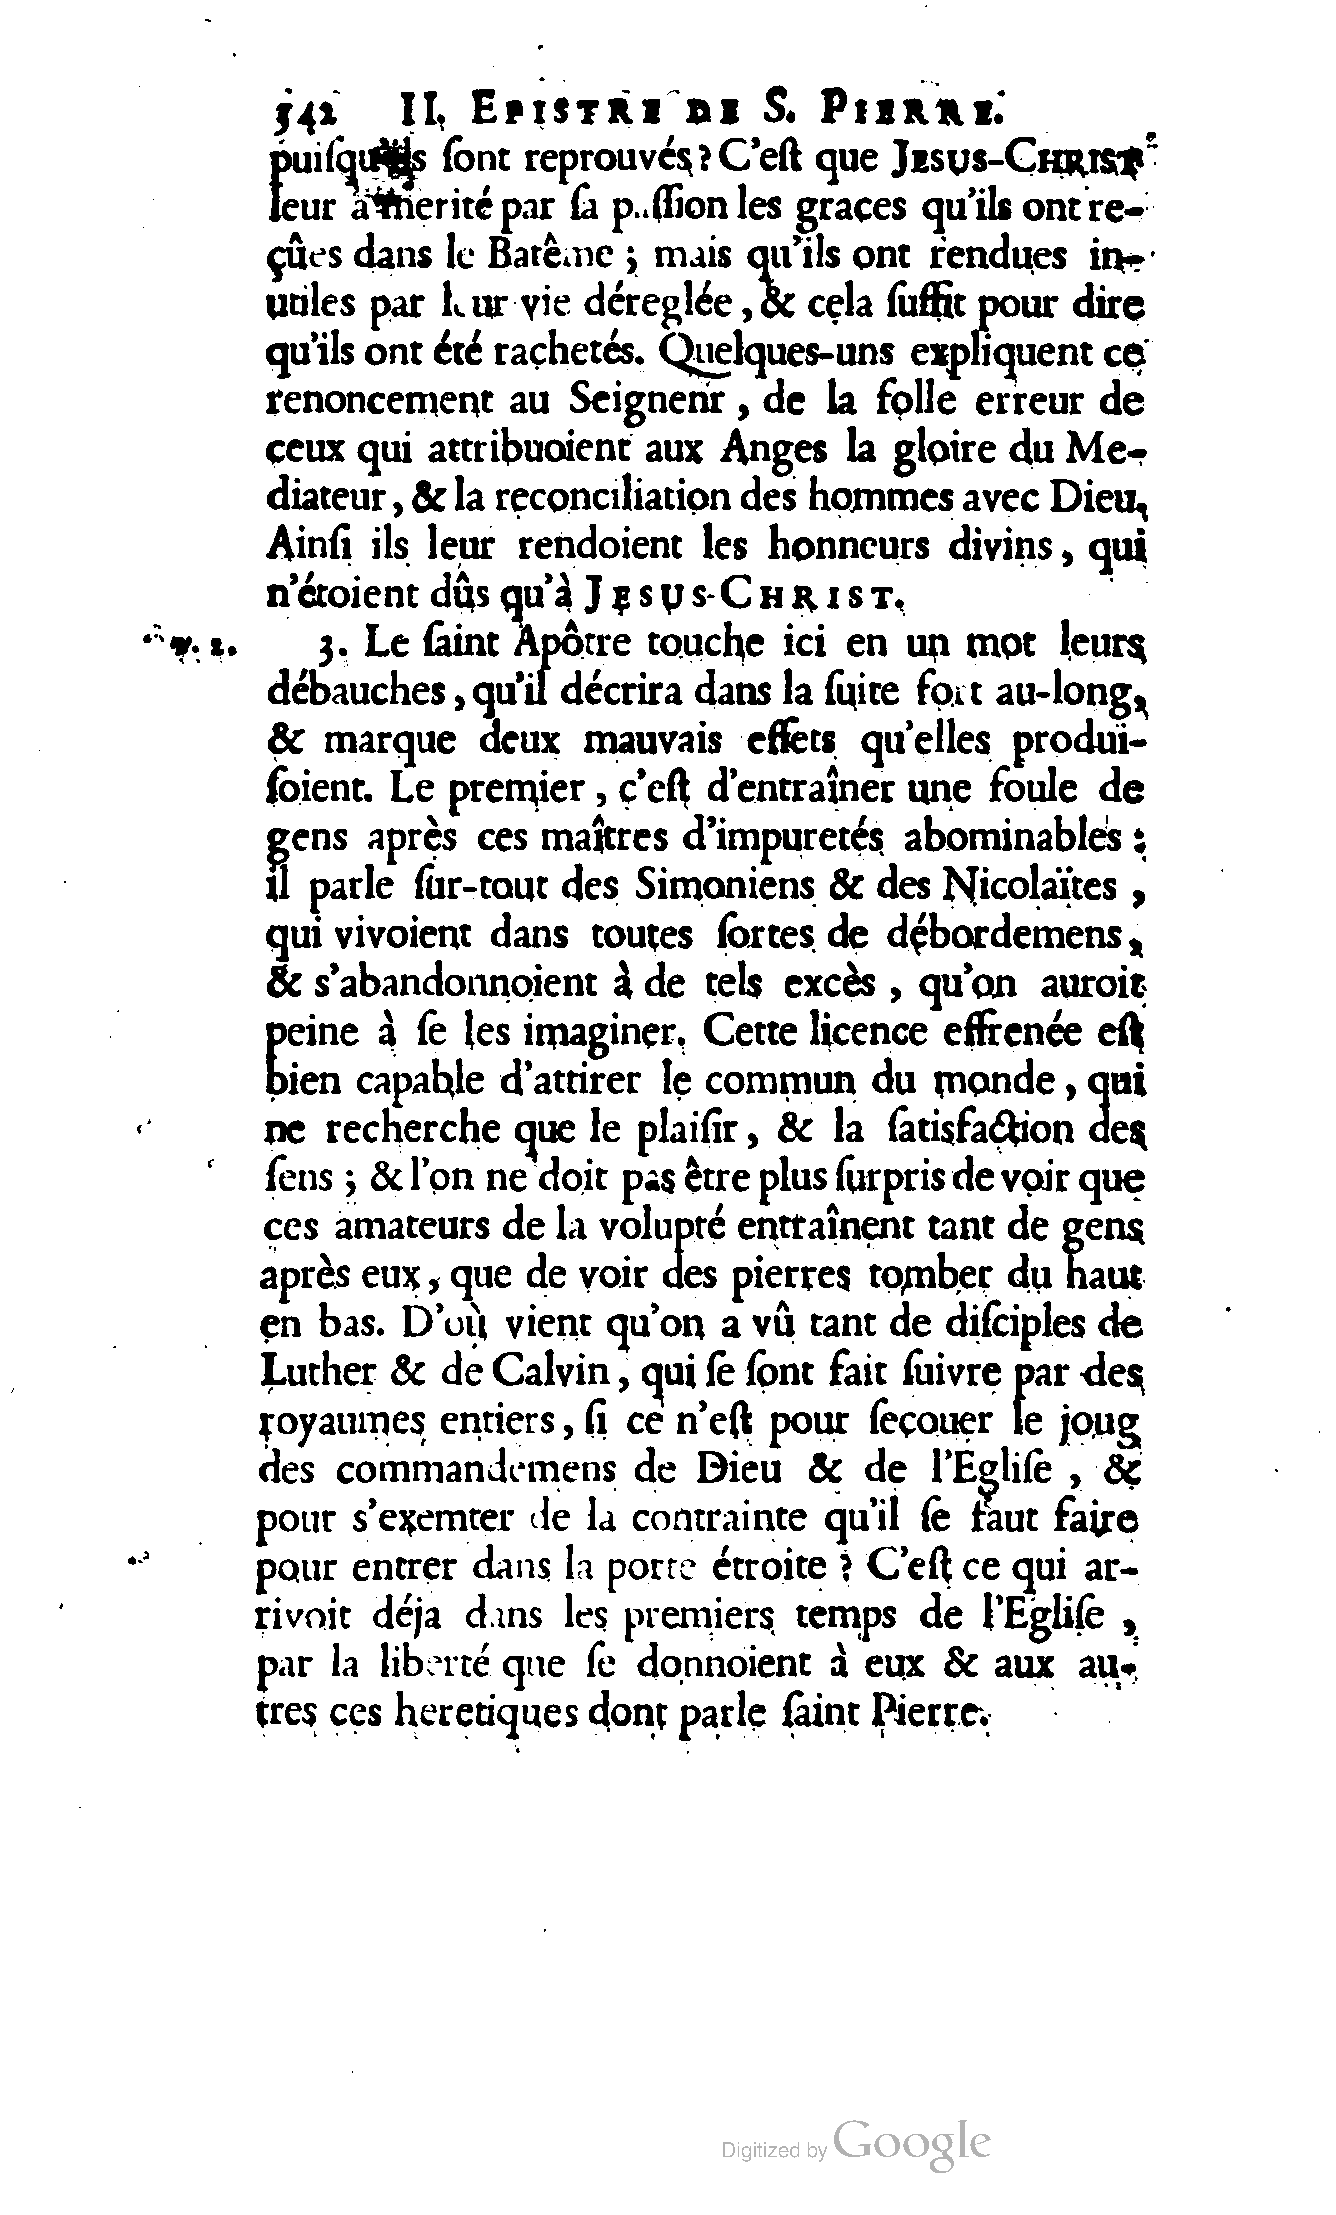 542 II. EPISTRE DE S. PIERRE.
puiſqu'ils ſont reprouvés? C'eſt que JESUS-CHRIST
leur a merité par ſa paſſion les graces qu'ils ont re-
çûes dans le Batême ; mais qu'ils ont rendues in-
utiles par leur vie déreglée, & cela ſuffit pour dire
qu'ils ont été rachetés. Quelques-uns expliquent ce
renoncement au Seigneur, de la folle erreur de
ceux qui attribuoient aux Anges la gloire du Me-
diateur, & la reconciliation des hommes avec Dieu.
Ainſi ils leur rendoient les honneurs divins, qui
n'étoient dûs qu'à JESUS-CHRIST.
℣. 2. 3. Le ſaint Apôtre touche ici en un mot leurs
débauches, qu'il décrira dans la ſuite fort au-long,
& marque deux mauvais effets qu'elles produi-
ſoient. Le premier, c'eſt d'entraîner une foule de
gens après ces maîtres d'impuretés abominables :
il parle ſur-tout des Simoniens & des Nicolaïtes,
qui vivoient dans toutes ſortes de débordemens,
& s'abandonnoient à de tels excès, qu'on auroit
peine à ſe les imaginer. Cette licence effrenée eſt
bien capable d'attirer le commun du monde, qui
ne recherche que le plaiſir, & la ſatisfaction des
ſens ; & l'on ne doit pas être plus ſurpris de voir que
ces amateurs de la volupté entraînent tant de gens
après eux, que de voir des pierres tomber du haut
en bas. D'où vient qu'on a vû tant de diſciples de
Luther & de Calvin, qui ſe ſont fait ſuivre par des
royaumes entiers, ſi ce n'eſt pour ſecouer le joug
des commandemens de Dieu & de l'Egliſe, &
pour s'exemter de la contrainte qu'il ſe faut faire
pour entrer dans la porte étroite ? C'eſt ce qui ar-
rivoit déja dans les premiers temps de l'Egliſe,
par la liberté que ſe donnoient à eux & aux au-
tres ces heretiques dont parle ſaint Pierre.
Digitized by Google